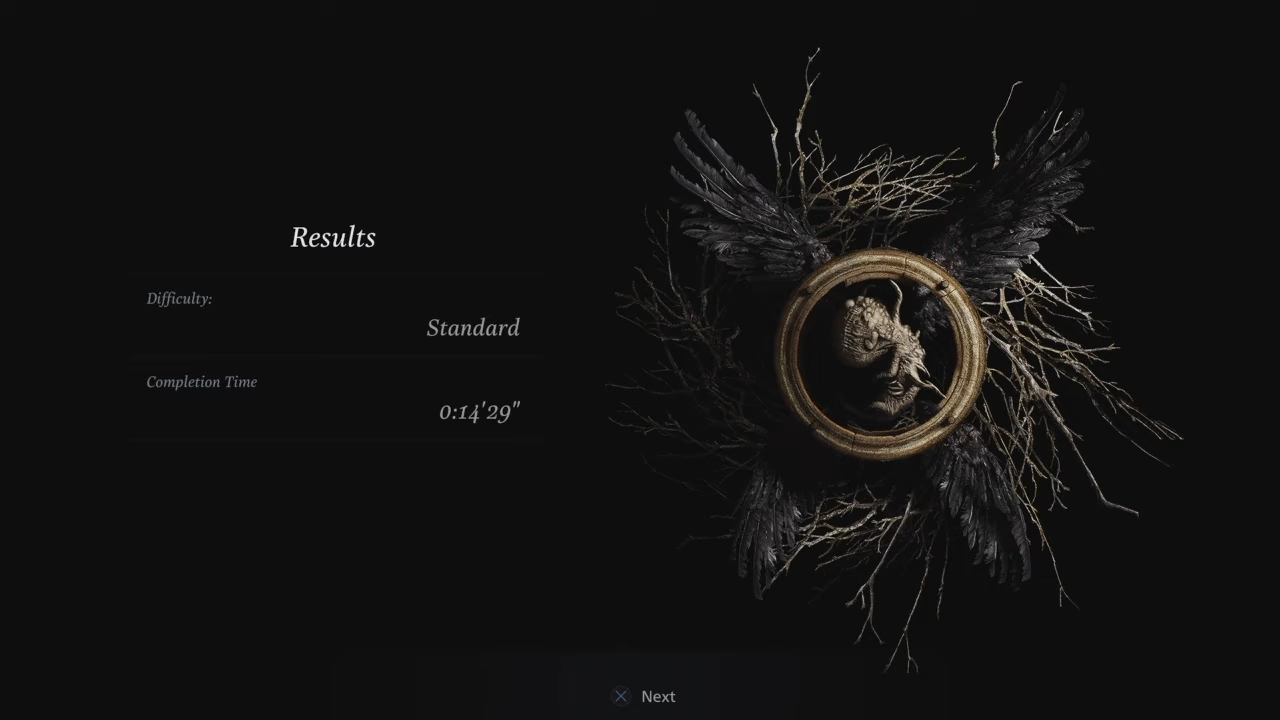 Results
Difficulty:
Standard
Completion Time
0:14'29"
Next